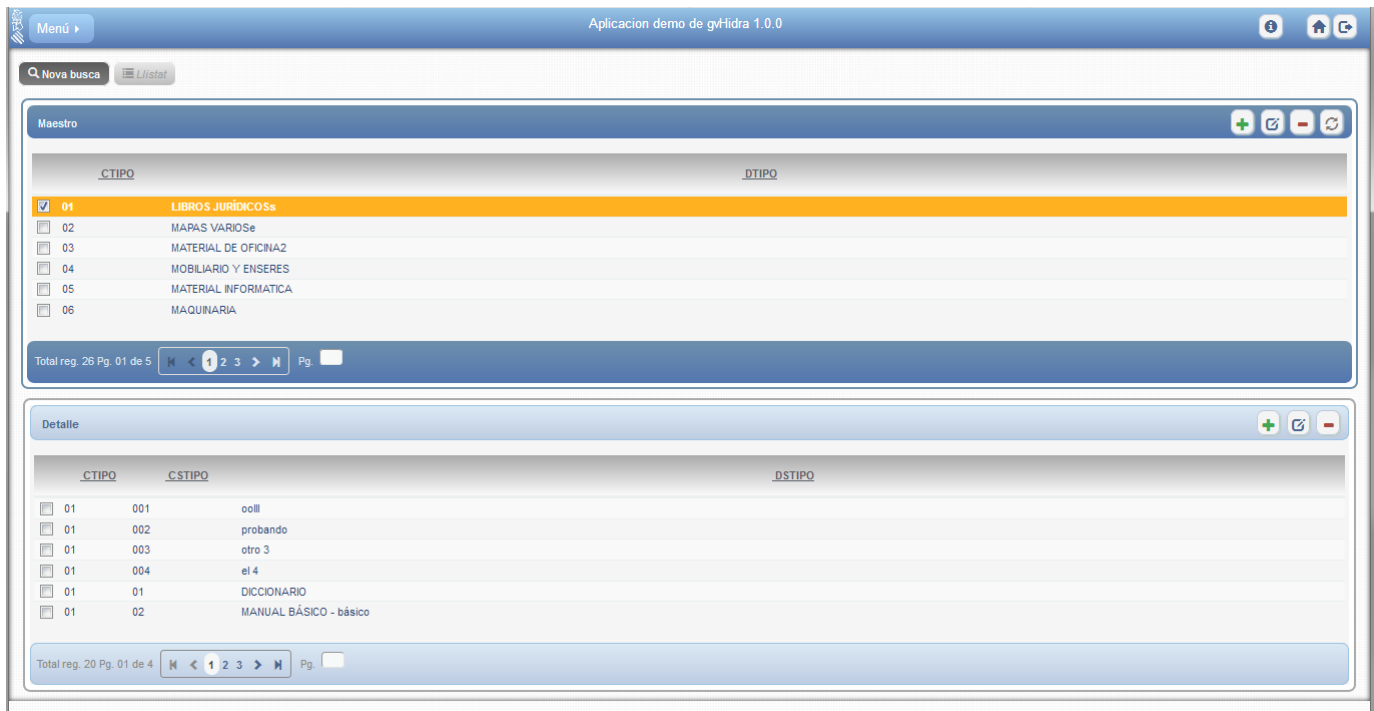 Menú
Aplicacion demo de gvHidra 1.0.0
Nova busca Llistat
Maestro
CTIPO DTIPO
01 LIBROS JURÍDICOSs
02 MAPAS VARIOSe
03 MATERIAL DE OFICINA2
04 MOBILIARIO Y ENSERES
05 MATERIAL INFORMATICA
06 MAQUINARIA
Total reg. 26 Pg. 01 de 5 1 2 3 Pg.
Detalle
CTIPO CSTIPO DSTIPO
01 001 oolll
01 002 probando
01 003 otro 3
01 004 el 4
01 01 DICCIONARIO
01 02 MANUAL BÁSICO - básico
Total reg. 20 Pg. 01 de 4 1 2 3 Pg.